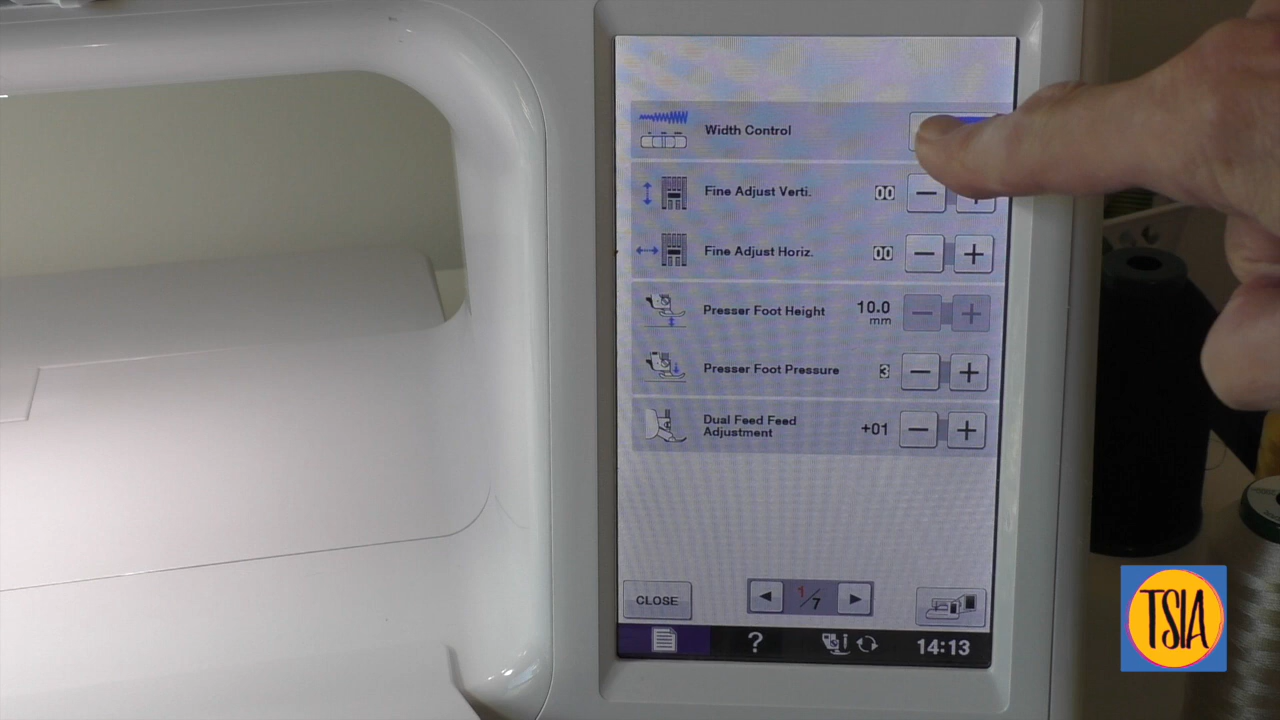 Width Control
Fine Adjust Verti. 00 − +
Fine Adjust Horiz. 00 − +
Presser Foot Height 10.0 mm − +
Presser Foot Pressure 3 − +
Dual Feed Feed
Adjustment +01 − +
CLOSE 1/7
? 14:13
TSIA